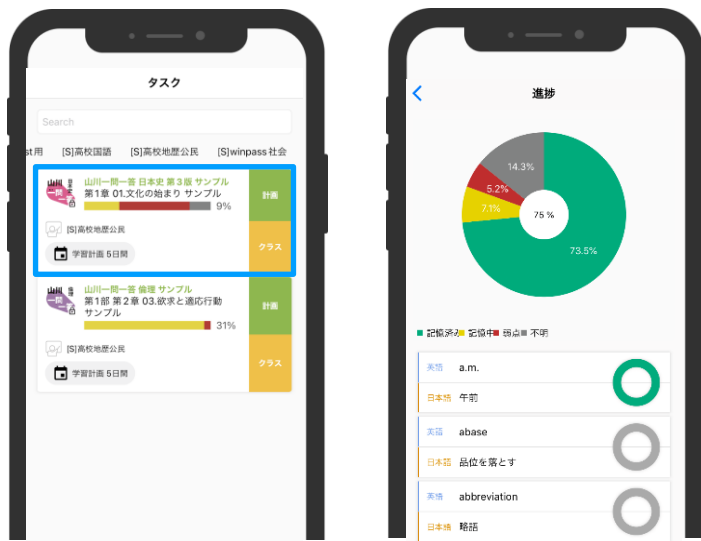 タスク
Search
st用 [S]高校国語 [S]高校地歴公民 [S]winpass社会
山川一問一答 日本史 第3版 サンプル
第1章 01.文化の始まり サンプル
9%
計画
[S]高校地歴公民
学習計画 5日間
クラス
山川一問一答 倫理 サンプル
第1部 第2章 03.欲求と適応行動
サンプル
31%
計画
[S]高校地歴公民
学習計画 5日間
クラス
進捗
14.3%
5.2%
7.1%
75 %
73.5%
記憶済み 記憶中 弱点 不明
英語 a.m.
日本語 午前
英語 abase
日本語 品位を落とす
英語 abbreviation
日本語 略語